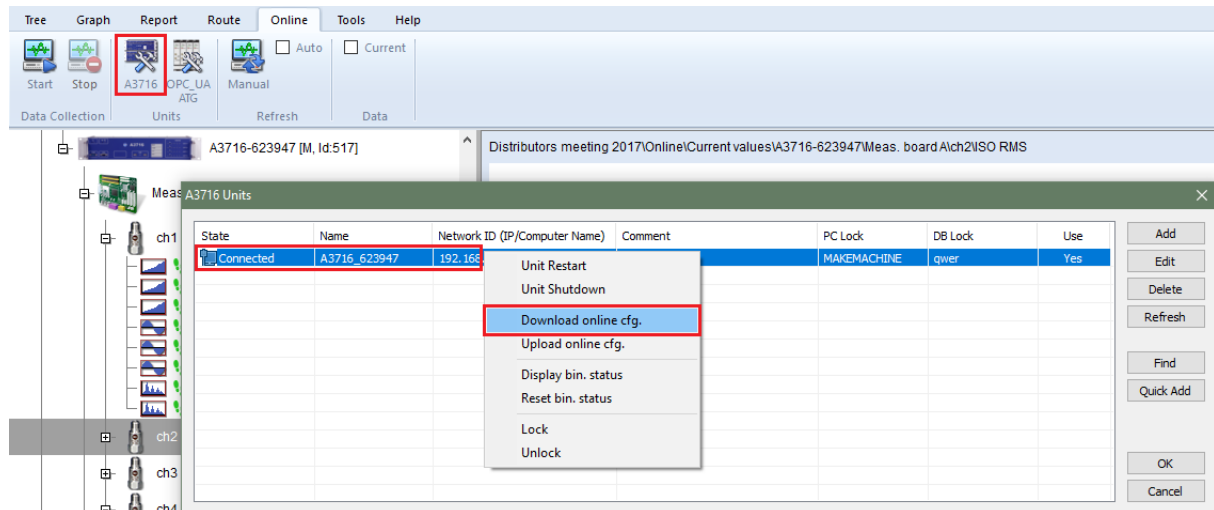 Tree Graph Report Route Online Tools Help
Auto Current
Start Stop A3716 OPC_UA ATG Manual
Data Collection Units Refresh Data
A3716-623947 [M, Id:517]
Distributors meeting 2017\Online\Current values\A3716-623947\Meas. board A\ch2\ISO RMS
Meas
A3716 Units
ch1
State Name Network ID (IP/Computer Name) Comment PC Lock DB Lock Use
Connected A3716_623947 192.168 MAKEMACHINE qwer Yes
Unit Restart
Unit Shutdown
Download online cfg.
Upload online cfg.
Display bin. status
Reset bin. status
Lock
Unlock
Add
Edit
Delete
Refresh
Find
Quick Add
OK
Cancel
ch2
ch3
ch4